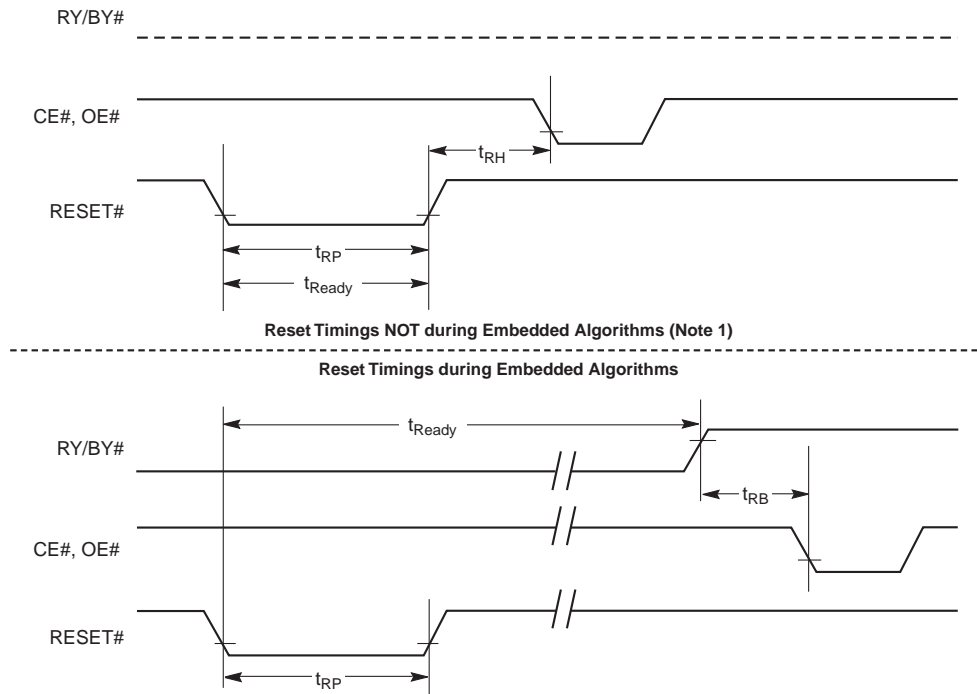 RY/BY#
CE#, OE#
tRH
RESET#
tRP
tReady
Reset Timings NOT during Embedded Algorithms (Note 1)
Reset Timings during Embedded Algorithms
tReady
RY/BY#
tRB
CE#, OE#
RESET#
tRP